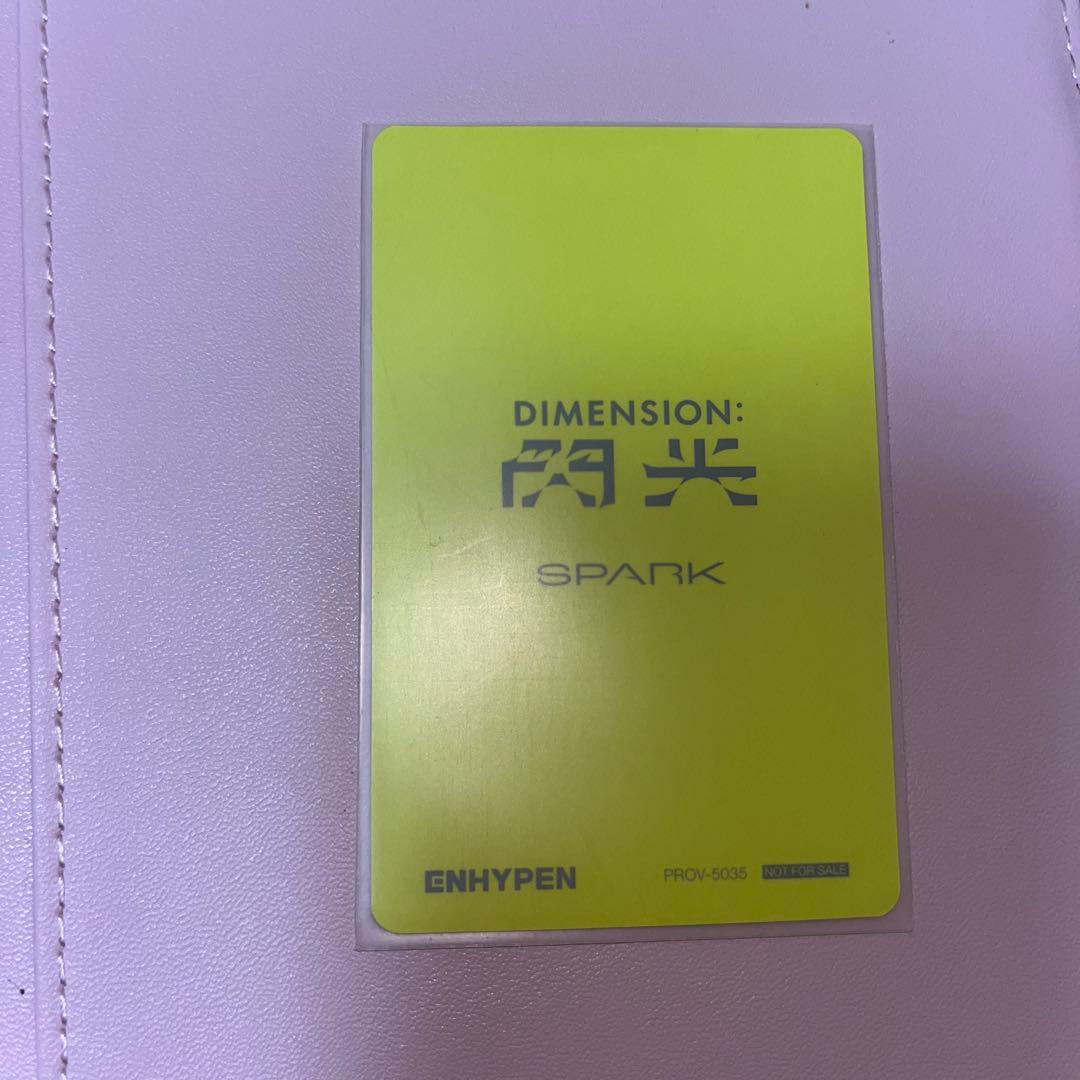 DIMENSION:
閃光
SPARK
ENHYPEN
PROV-5035 NOT FOR SALE